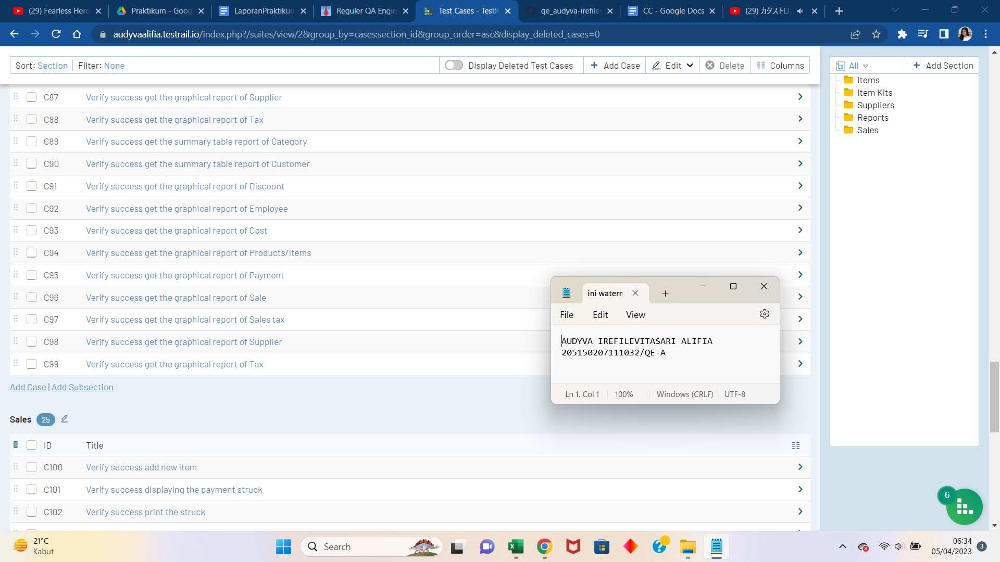 (29) Fearless Hero
Praktikum - Goog
LaporanPraktikum
Reguler QA Engin
Test Cases - TestR
qe_audyva-irefilev
CC - Google Docs
(29) カタストロ
audyvaalifia.testrail.io/index.php?/suites/view/2&group_by=cases:section_id&group_order=asc&display_deleted_cases=0
Sort: Section
Filter: None
Display Deleted Test Cases
Add Case
Edit
Delete
Columns
All
Add Section
Items
Item Kits
Suppliers
Reports
Sales
C87 Verify success get the graphical report of Supplier
C88 Verify success get the graphical report of Tax
C89 Verify success get the summary table report of Category
C90 Verify success get the summary table report of Customer
C91 Verify success get the graphical report of Discount
C92 Verify success get the graphical report of Employee
C93 Verify success get the graphical report of Cost
C94 Verify success get the graphical report of Products/Items
C95 Verify success get the graphical report of Payment
C96 Verify success get the graphical report of Sale
C97 Verify success get the graphical report of Sales tax
C98 Verify success get the graphical report of Supplier
C99 Verify success get the graphical report of Tax
Add Case | Add Subsection
ini waterm
File Edit View
AUDYVA IREFILEVITASARI ALIFIA
205150207111032/QE-A
Ln 1, Col 1
100%
Windows (CRLF)
UTF-8
Sales 25
ID Title
C100 Verify success add new item
C101 Verify success displaying the payment struck
C102 Verify success print the struck
6
21°C
Kabut
Search
06:34
05/04/2023
3